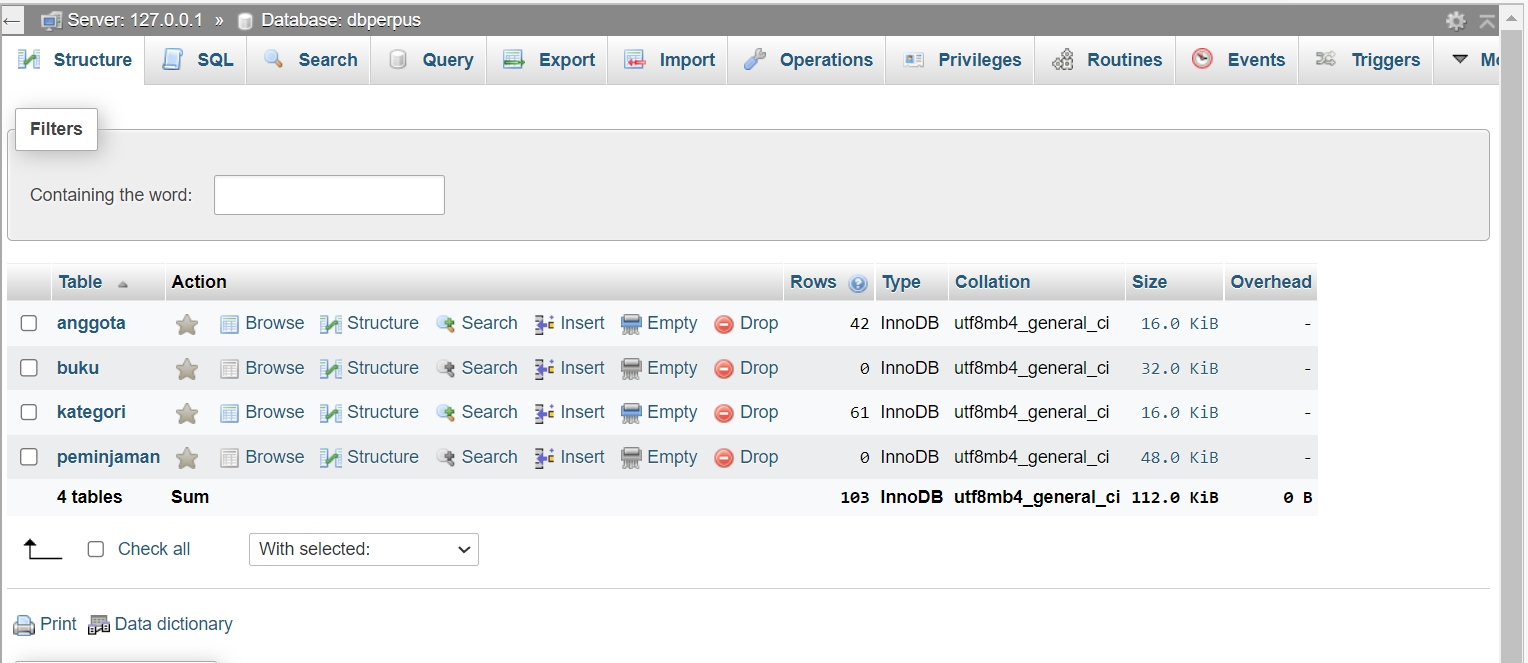 ← Server: 127.0.0.1 » Database: dbperpus
Structure SQL Search Query Export Import Operations Privileges Routines Events Triggers
Filters
Containing the word:
Table Action Rows Type Collation Size Overhead
anggota Browse Structure Search Insert Empty Drop 42 InnoDB utf8mb4_general_ci 16.0 KiB -
buku Browse Structure Search Insert Empty Drop 0 InnoDB utf8mb4_general_ci 32.0 KiB -
kategori Browse Structure Search Insert Empty Drop 61 InnoDB utf8mb4_general_ci 16.0 KiB -
peminjaman Browse Structure Search Insert Empty Drop 0 InnoDB utf8mb4_general_ci 48.0 KiB -
4 tables Sum 103 InnoDB utf8mb4_general_ci 112.0 KiB 0 B
Check all With selected:
Print Data dictionary